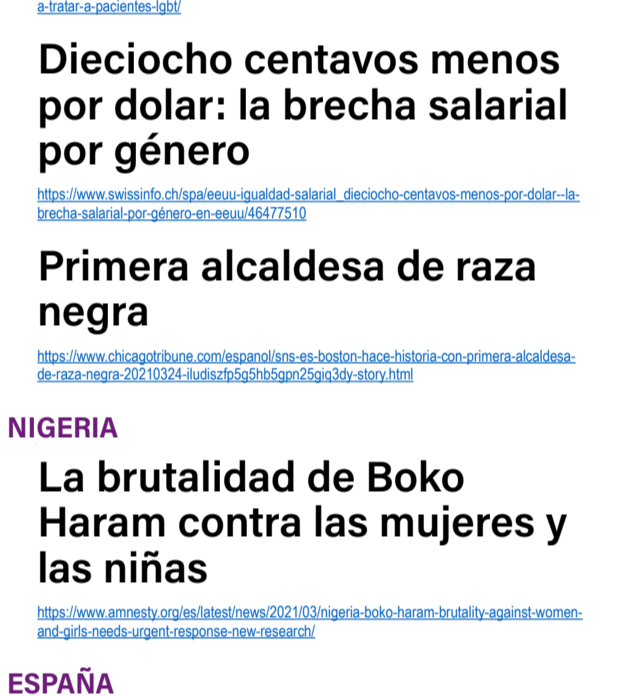 a-tratar-a-pacientes-lgbt/
Dieciocho centavos menos
por dolar: la brecha salarial
por género
https://www.swissinfo.ch/spa/eeuu-igualdad-salarial_dieciocho-centavos-menos-por-dolar--la-
brecha-salarial-por-género-en-eeuu/46477510
Primera alcaldesa de raza
negra
https://www.chicagotribune.com/espanol/sns-es-boston-hace-historia-con-primera-alcaldesa-
de-raza-negra-20210324-iludiszfp5g5hb5gpn25giq3dy-story.html
NIGERIA
La brutalidad de Boko
Haram contra las mujeres y
las niñas
https://www.amnesty.org/es/latest/news/2021/03/nigeria-boko-haram-brutality-against-women-
and-girls-needs-urgent-response-new-research/
ESPAÑA